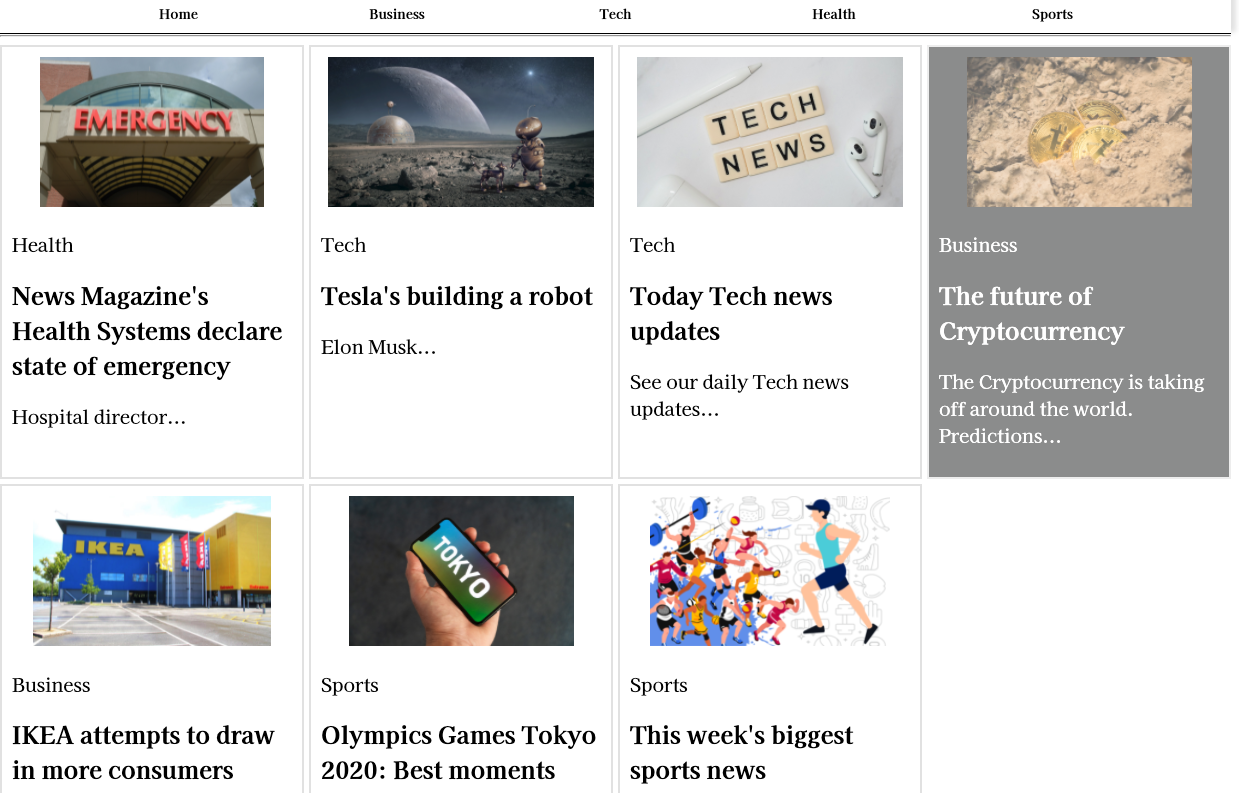 Home Business Tech Health Sports
EMERGENCY
TECH
NEWS
Health
News Magazine's
Health Systems declare
state of emergency
Hospital director…
Tech
Tesla's building a robot
Elon Musk…
Tech
Today Tech news
updates
See our daily Tech news
updates…
Business
The future of
Cryptocurrency
The Cryptocurrency is taking
off around the world.
Predictions…
IKEA
TOKYO
Business
IKEA attempts to draw
in more consumers
Sports
Olympics Games Tokyo
2020: Best moments
10
Sports
This week's biggest
sports news